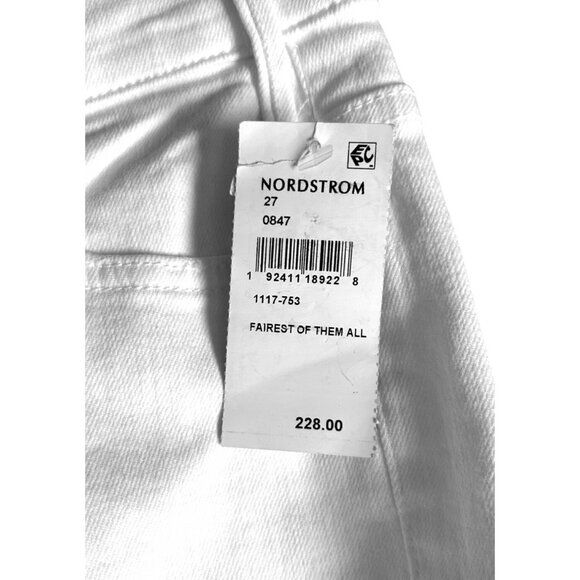 NORDSTROM
27
0847
1 92411 18922 8
1117-753
FAIREST OF THEM ALL
228.00